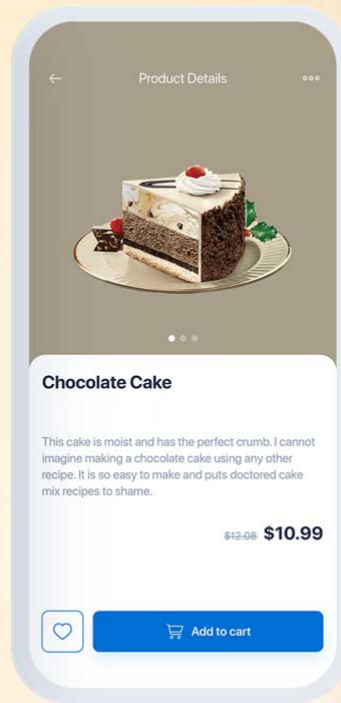 Product Details
Chocolate Cake
This cake is moist and has the perfect crumb. I cannot
imagine making a chocolate cake using any other
recipe. It is so easy to make and puts doctored cake
mix recipes to shame.
$12.08 $10.99
Add to cart